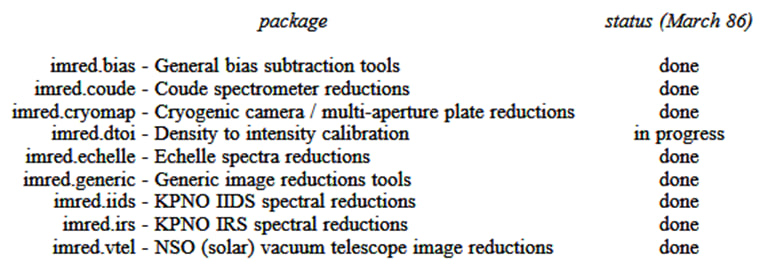 package status (March 86)
imred.bias - General bias subtraction tools done
imred.coude - Coude spectrometer reductions done
imred.cryomap - Cryogenic camera / multi-aperture plate reductions done
imred.dtoi - Density to intensity calibration in progress
imred.echelle - Echelle spectra reductions done
imred.generic - Generic image reductions tools done
imred.iids - KPNO IIDS spectral reductions done
imred.irs - KPNO IRS spectral reductions done
imred.vtel - NSO (solar) vacuum telescope image reductions done